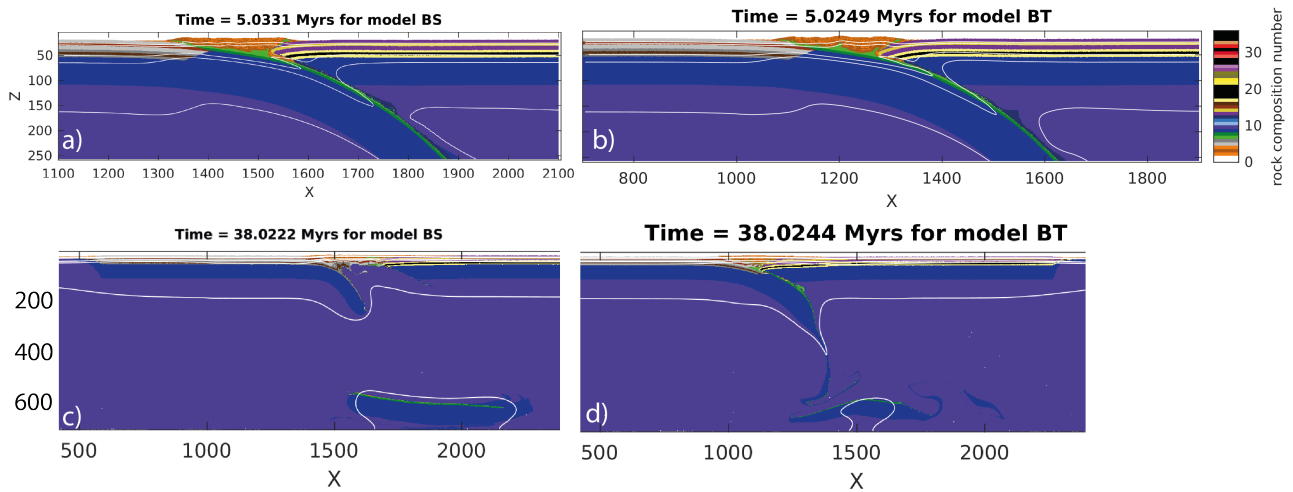 Time = 5.0331 Myrs for model BS
Time = 5.0249 Myrs for model BT
50
100
150
200
250
Z
a)
b)
1100 1200 1300 1400 1500 1600 1700 1800 1900 2000 2100
X
800 1000 1200 1400 1600 1800
X
30
20
10
0
rock composition number
Time = 38.0222 Myrs for model BS
Time = 38.0244 Myrs for model BT
200
400
600
c)
d)
500 1000 1500 2000
X
500 1000 1500 2000
X